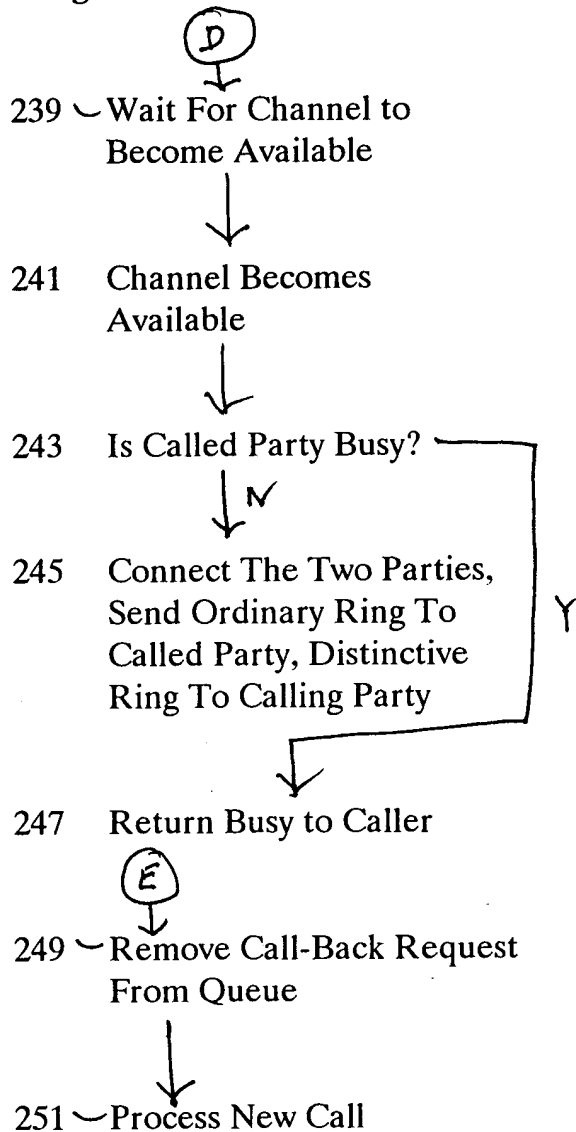 D
239 Wait For Channel to
Become Available
241 Channel Becomes
Available
243 Is Called Party Busy?
N
245 Connect The Two Parties,
Send Ordinary Ring To
Called Party, Distinctive
Ring To Calling Party
Y
247 Return Busy to Caller
E
249 Remove Call-Back Request
From Queue
251 Process New Call